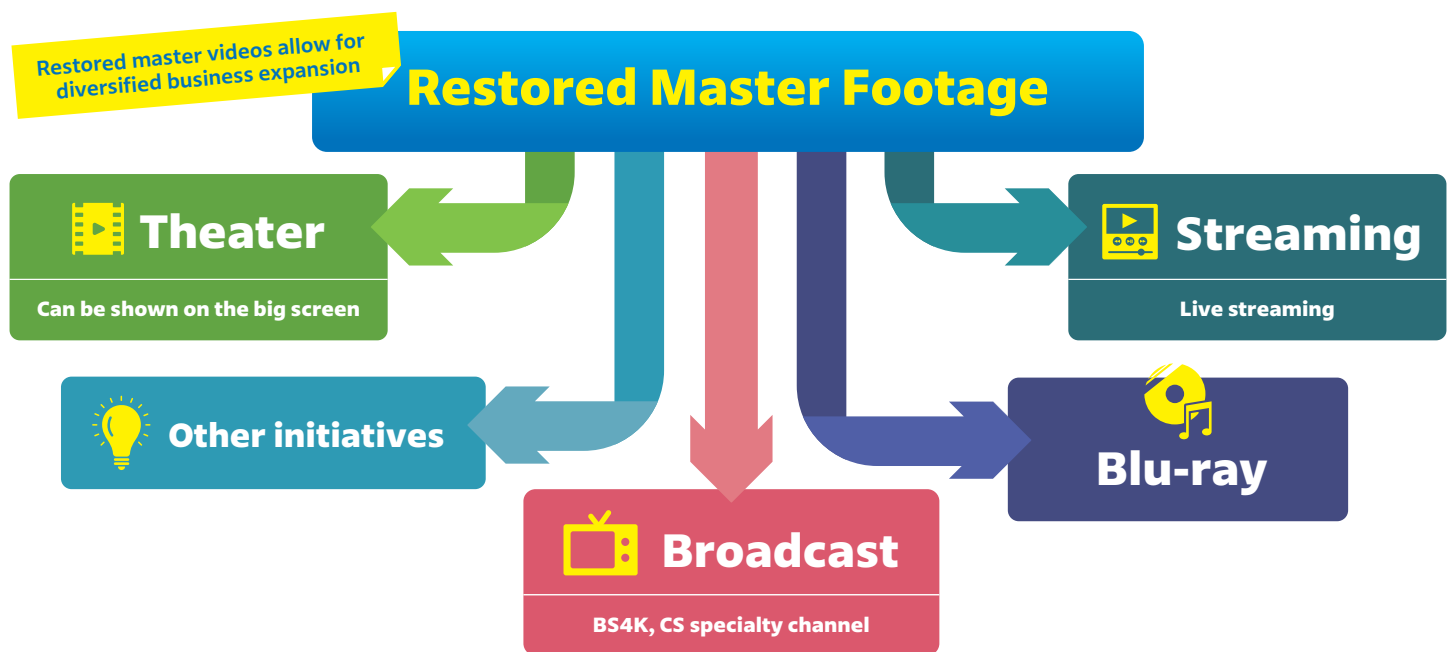 Restored master videos allow for
diversified business expansion
Restored Master Footage
Theater
Can be shown on the big screen
Streaming
Live streaming
Other initiatives
Blu-ray
Broadcast
BS4K, CS specialty channel